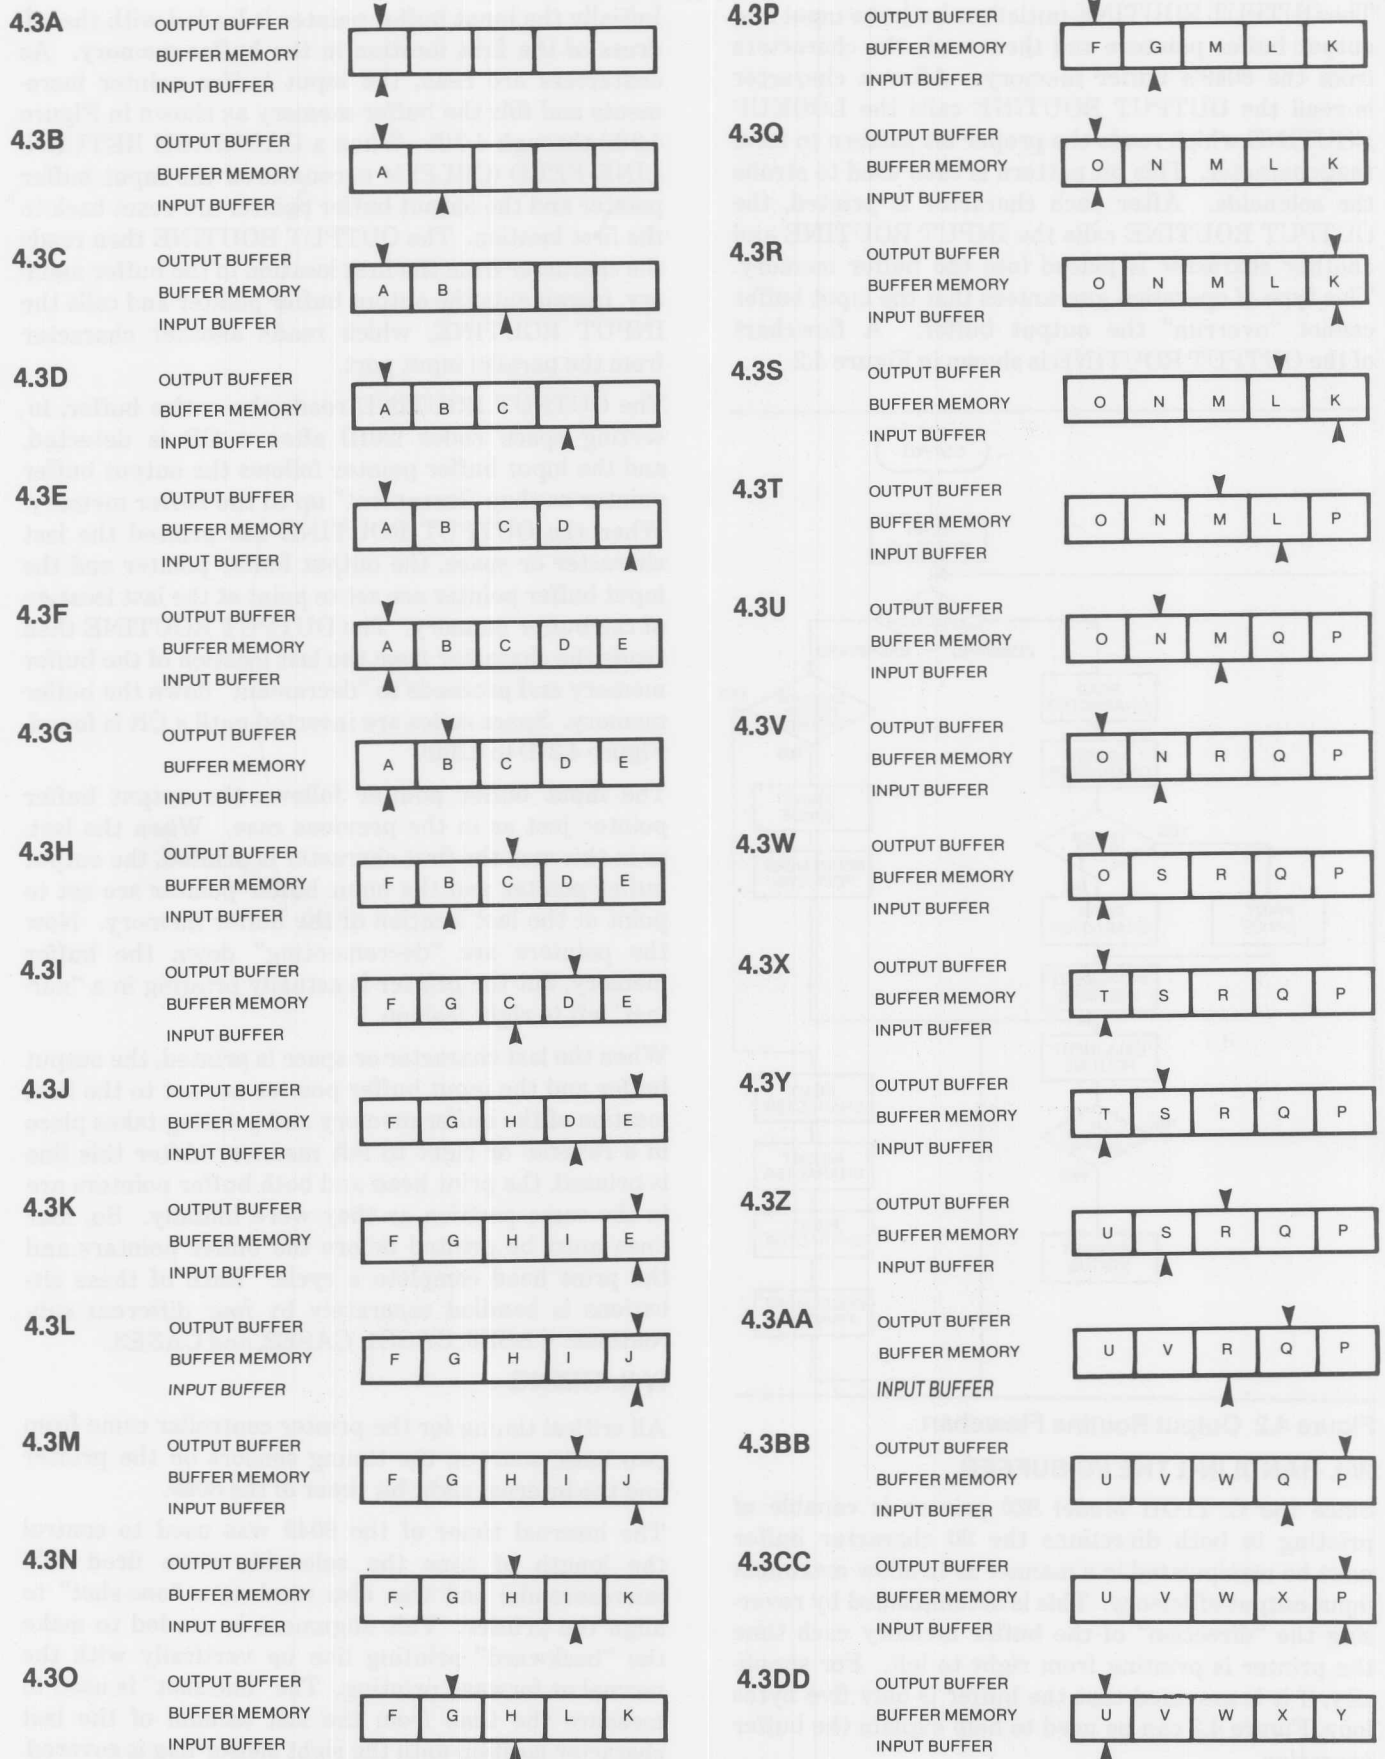 4.3A
OUTPUT BUFFER
BUFFER MEMORY
INPUT BUFFER
4.3B
OUTPUT BUFFER
BUFFER MEMORY A
INPUT BUFFER
4.3C
OUTPUT BUFFER
BUFFER MEMORY A B
INPUT BUFFER
4.3D
OUTPUT BUFFER
BUFFER MEMORY A B C
INPUT BUFFER
4.3E
OUTPUT BUFFER
BUFFER MEMORY A B C D
INPUT BUFFER
4.3F
OUTPUT BUFFER
BUFFER MEMORY A B C D E
INPUT BUFFER
4.3G
OUTPUT BUFFER
BUFFER MEMORY A B C D E
INPUT BUFFER
4.3H
OUTPUT BUFFER
BUFFER MEMORY F C D E
INPUT BUFFER
4.3I
OUTPUT BUFFER
BUFFER MEMORY F G C D E
INPUT BUFFER
4.3J
OUTPUT BUFFER
BUFFER MEMORY F G H D E
INPUT BUFFER
4.3K
OUTPUT BUFFER
BUFFER MEMORY F G H I E
INPUT BUFFER
4.3L
OUTPUT BUFFER
BUFFER MEMORY F G H I J
INPUT BUFFER
4.3M
OUTPUT BUFFER
BUFFER MEMORY F G H I J
INPUT BUFFER
4.3N
OUTPUT BUFFER
BUFFER MEMORY F G H I K
INPUT BUFFER
4.3O
OUTPUT BUFFER
BUFFER MEMORY F G H L K
INPUT BUFFER
4.3P
OUTPUT BUFFER
BUFFER MEMORY F G M L K
INPUT BUFFER
4.3Q
OUTPUT BUFFER
BUFFER MEMORY O N M L K
INPUT BUFFER
4.3R
OUTPUT BUFFER
BUFFER MEMORY O N M L K
INPUT BUFFER
4.3S
OUTPUT BUFFER
BUFFER MEMORY O N M L K
INPUT BUFFER
4.3T
OUTPUT BUFFER
BUFFER MEMORY O N M L P
INPUT BUFFER
4.3U
OUTPUT BUFFER
BUFFER MEMORY O N M Q P
INPUT BUFFER
4.3V
OUTPUT BUFFER
BUFFER MEMORY O N R Q P
INPUT BUFFER
4.3W
OUTPUT BUFFER
BUFFER MEMORY O S R Q P
INPUT BUFFER
4.3X
OUTPUT BUFFER
BUFFER MEMORY T S R Q P
INPUT BUFFER
4.3Y
OUTPUT BUFFER
BUFFER MEMORY T S R Q P
INPUT BUFFER
4.3Z
OUTPUT BUFFER
BUFFER MEMORY U S R Q P
INPUT BUFFER
4.3AA
OUTPUT BUFFER
BUFFER MEMORY U V R Q P
INPUT BUFFER
4.3BB
OUTPUT BUFFER
BUFFER MEMORY U V W Q P
INPUT BUFFER
4.3CC
OUTPUT BUFFER
BUFFER MEMORY U V W X P
INPUT BUFFER
4.3DD
OUTPUT BUFFER
BUFFER MEMORY U V W X Y
INPUT BUFFER